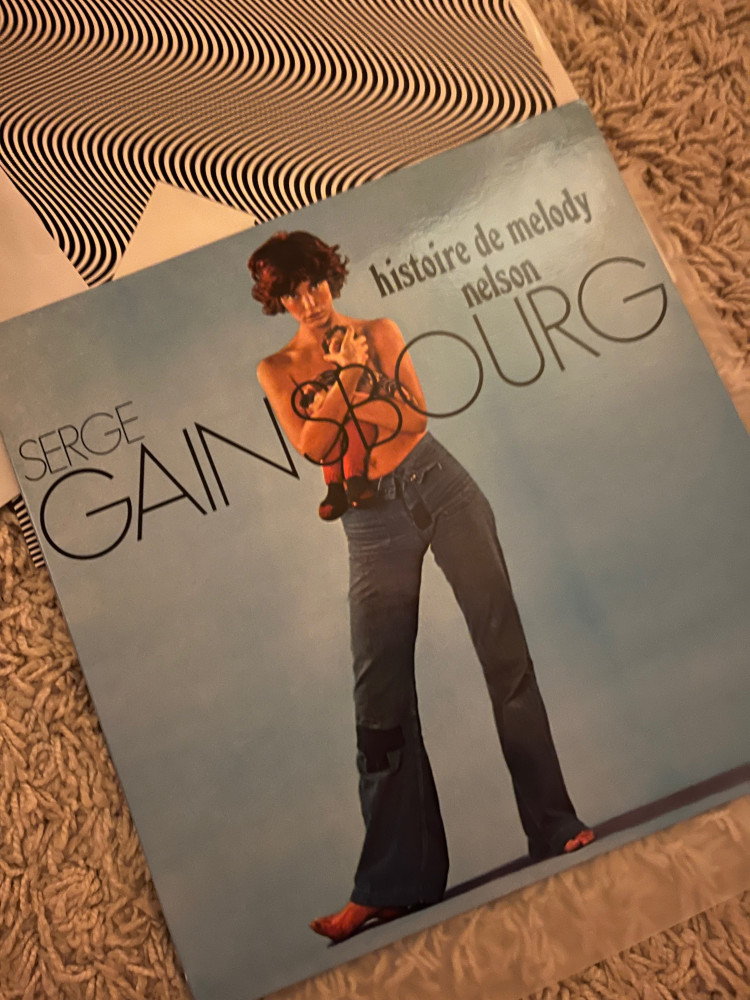 histoire de melody
nelson
SERGE
GAINSBOURG